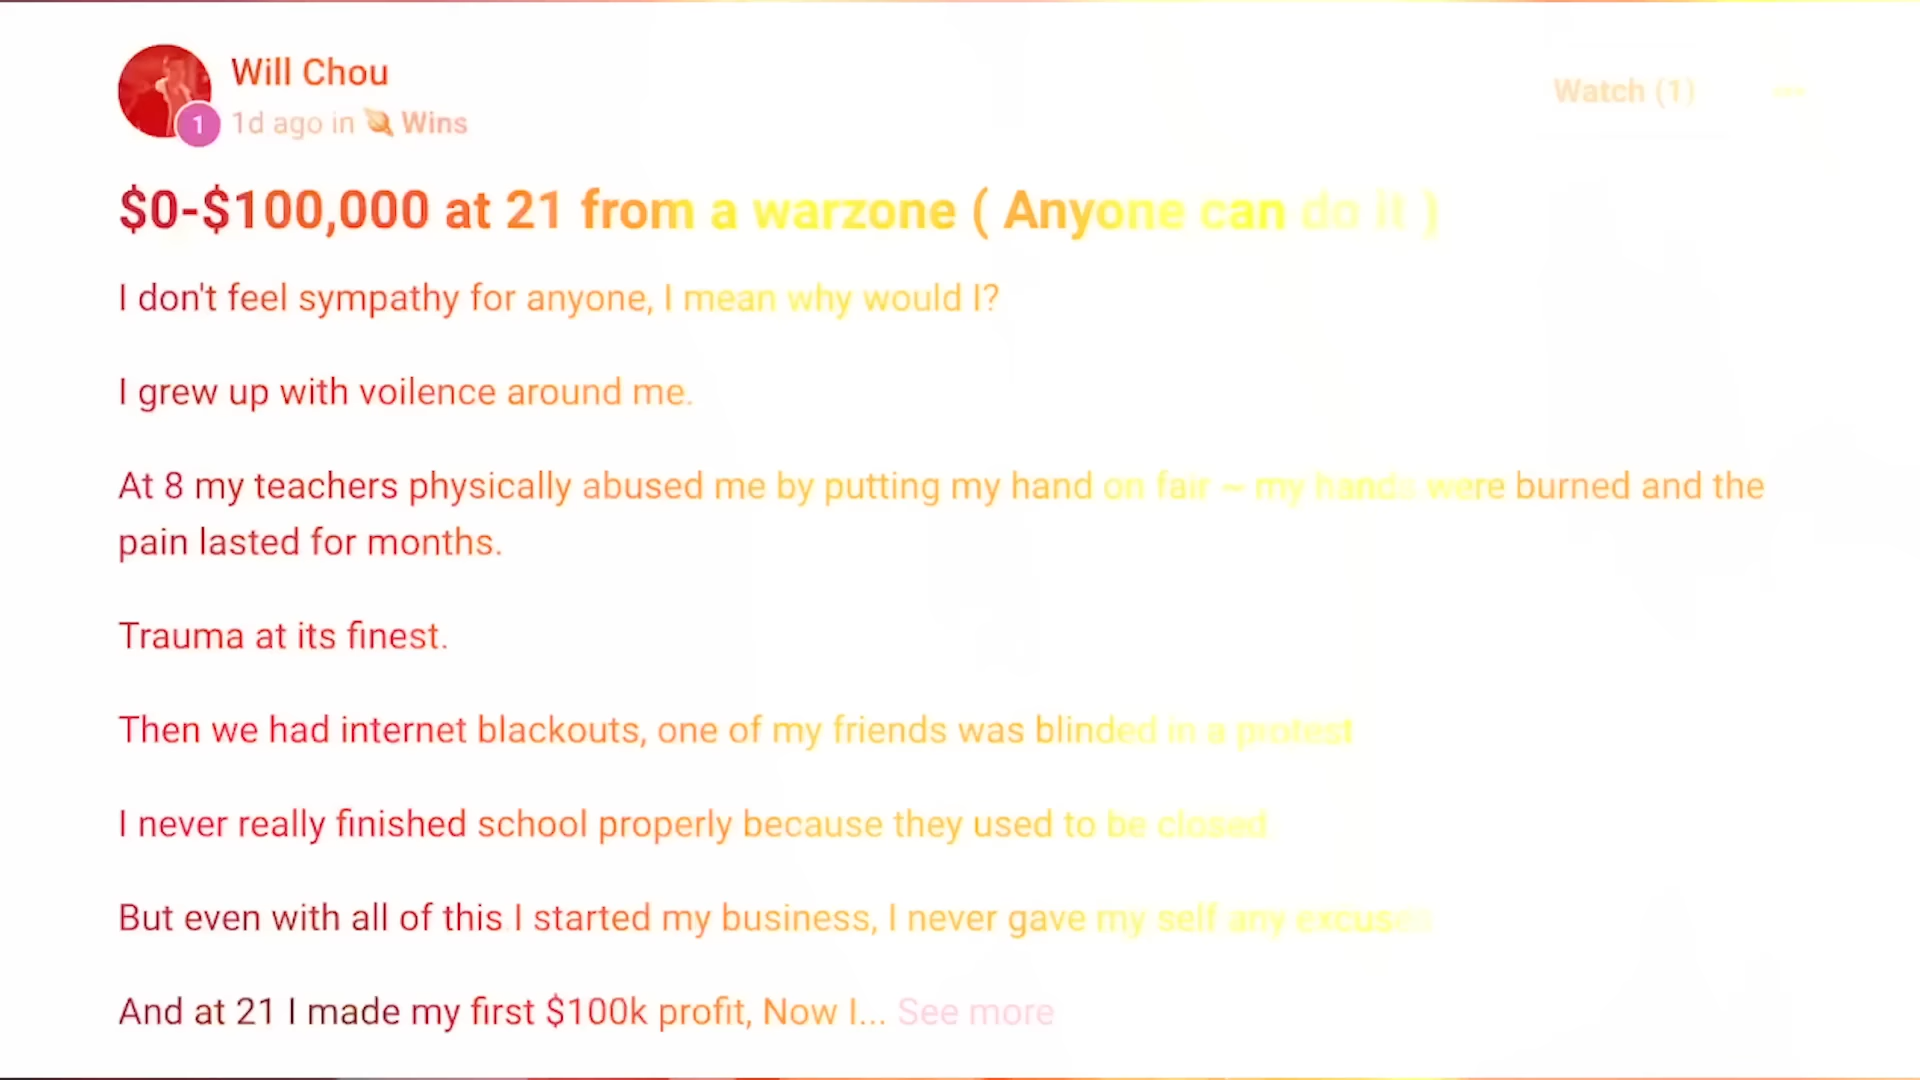 Will Chou
1
1d ago in Wins
Watch (1)
$0-$100,000 at 21 from a warzone ( Anyone can do it )
I don't feel sympathy for anyone, I mean why would I?
I grew up with voilence around me.
At 8 my teachers physically abused me by putting my hand on fair ~ my hands were burned and the
pain lasted for months.
Trauma at its finest.
Then we had internet blackouts, one of my friends was blinded in a protest
I never really finished school properly because they used to be closed
But even with all of this I started my business, I never gave my self any excuses
And at 21 I made my first $100k profit, Now I... See more